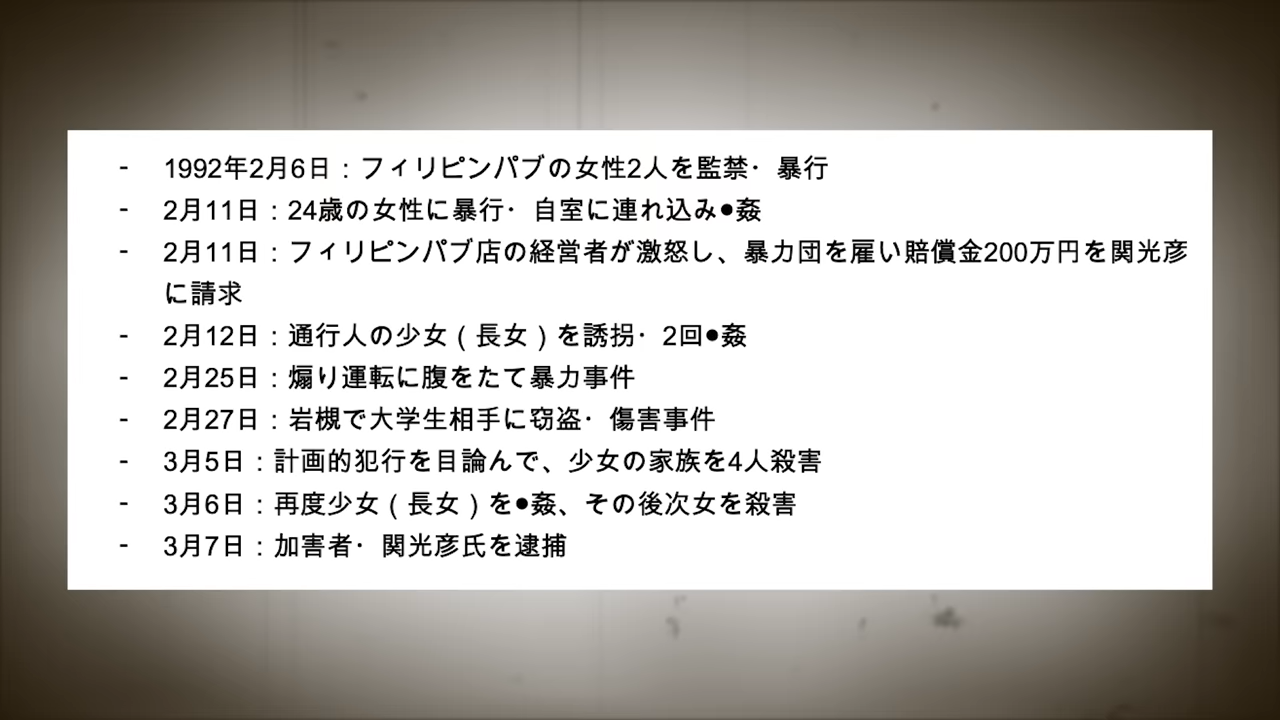 - 1992年2月6日：フィリピンパブの女性2人を監禁・暴行
- 2月11日：24歳の女性に暴行・自室に連れ込み●姦
- 2月11日：フィリピンパブ店の経営者が激怒し、暴力団を雇い賠償金200万円を関光彦
に請求
- 2月12日：通行人の少女（長女）を誘拐・2回●姦
- 2月25日：煽り運転に腹をたて暴力事件
- 2月27日：岩槻で大学生相手に窃盗・傷害事件
- 3月5日：計画的犯行を目論んで、少女の家族を4人殺害
- 3月6日：再度少女（長女）を●姦、その後次女を殺害
- 3月7日：加害者・関光彦氏を逮捕